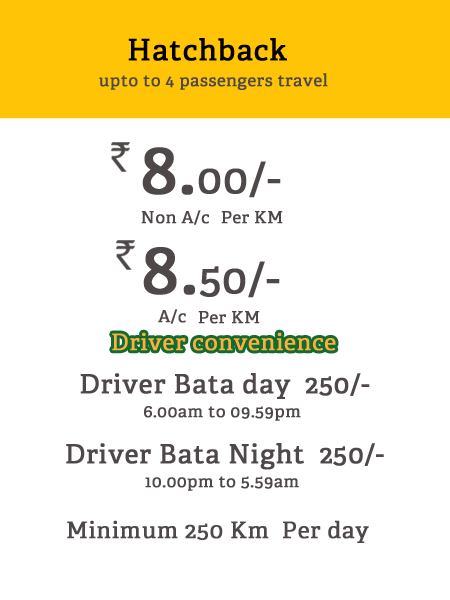 Hatchback
upto to 4 passengers travel
₹ 8.00/-
Non A/c Per KM
₹ 8.50/-
A/c Per KM
Driver convenience
Driver Bata day 250/-
6.00am to 09.59pm
Driver Bata Night 250/-
10.00pm to 5.59am
Minimum 250 Km Per day